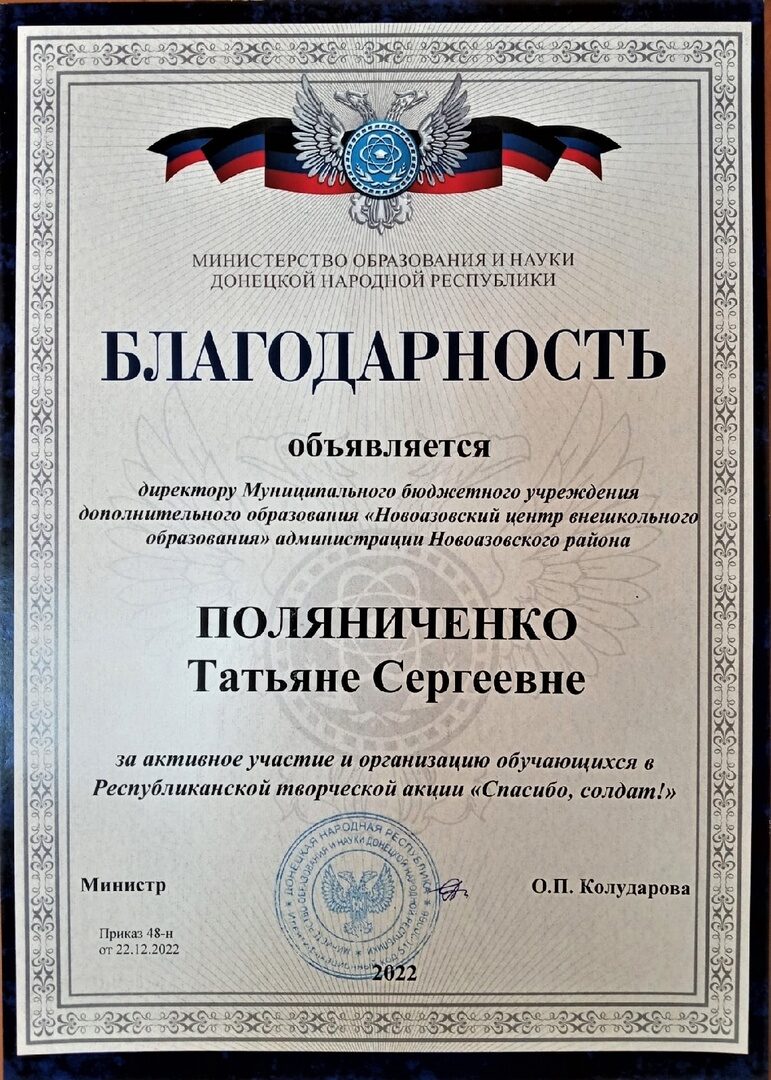 МИНИСТЕРСТВО ОБРАЗОВАНИЯ И НАУКИ
ДОНЕЦКОЙ НАРОДНОЙ РЕСПУБЛИКИ
БЛАГОДАРНОСТЬ
объявляется
директору Муниципального бюджетного учреждения
дополнительного образования «Новоазовский центр внешкольного
образования» администрации Новоазовского района
ПОЛЯНИЧЕНКО
Татьяне Сергеевне
за активное участие и организацию обучающихся в
Республиканской творческой акции «Спасибо, солдат!»
ДОНЕЦКАЯ НАРОДНАЯ РЕСПУБЛИКА
Министр
О.П. Колударова
Приказ 48-н
от 22.12.2022
2022